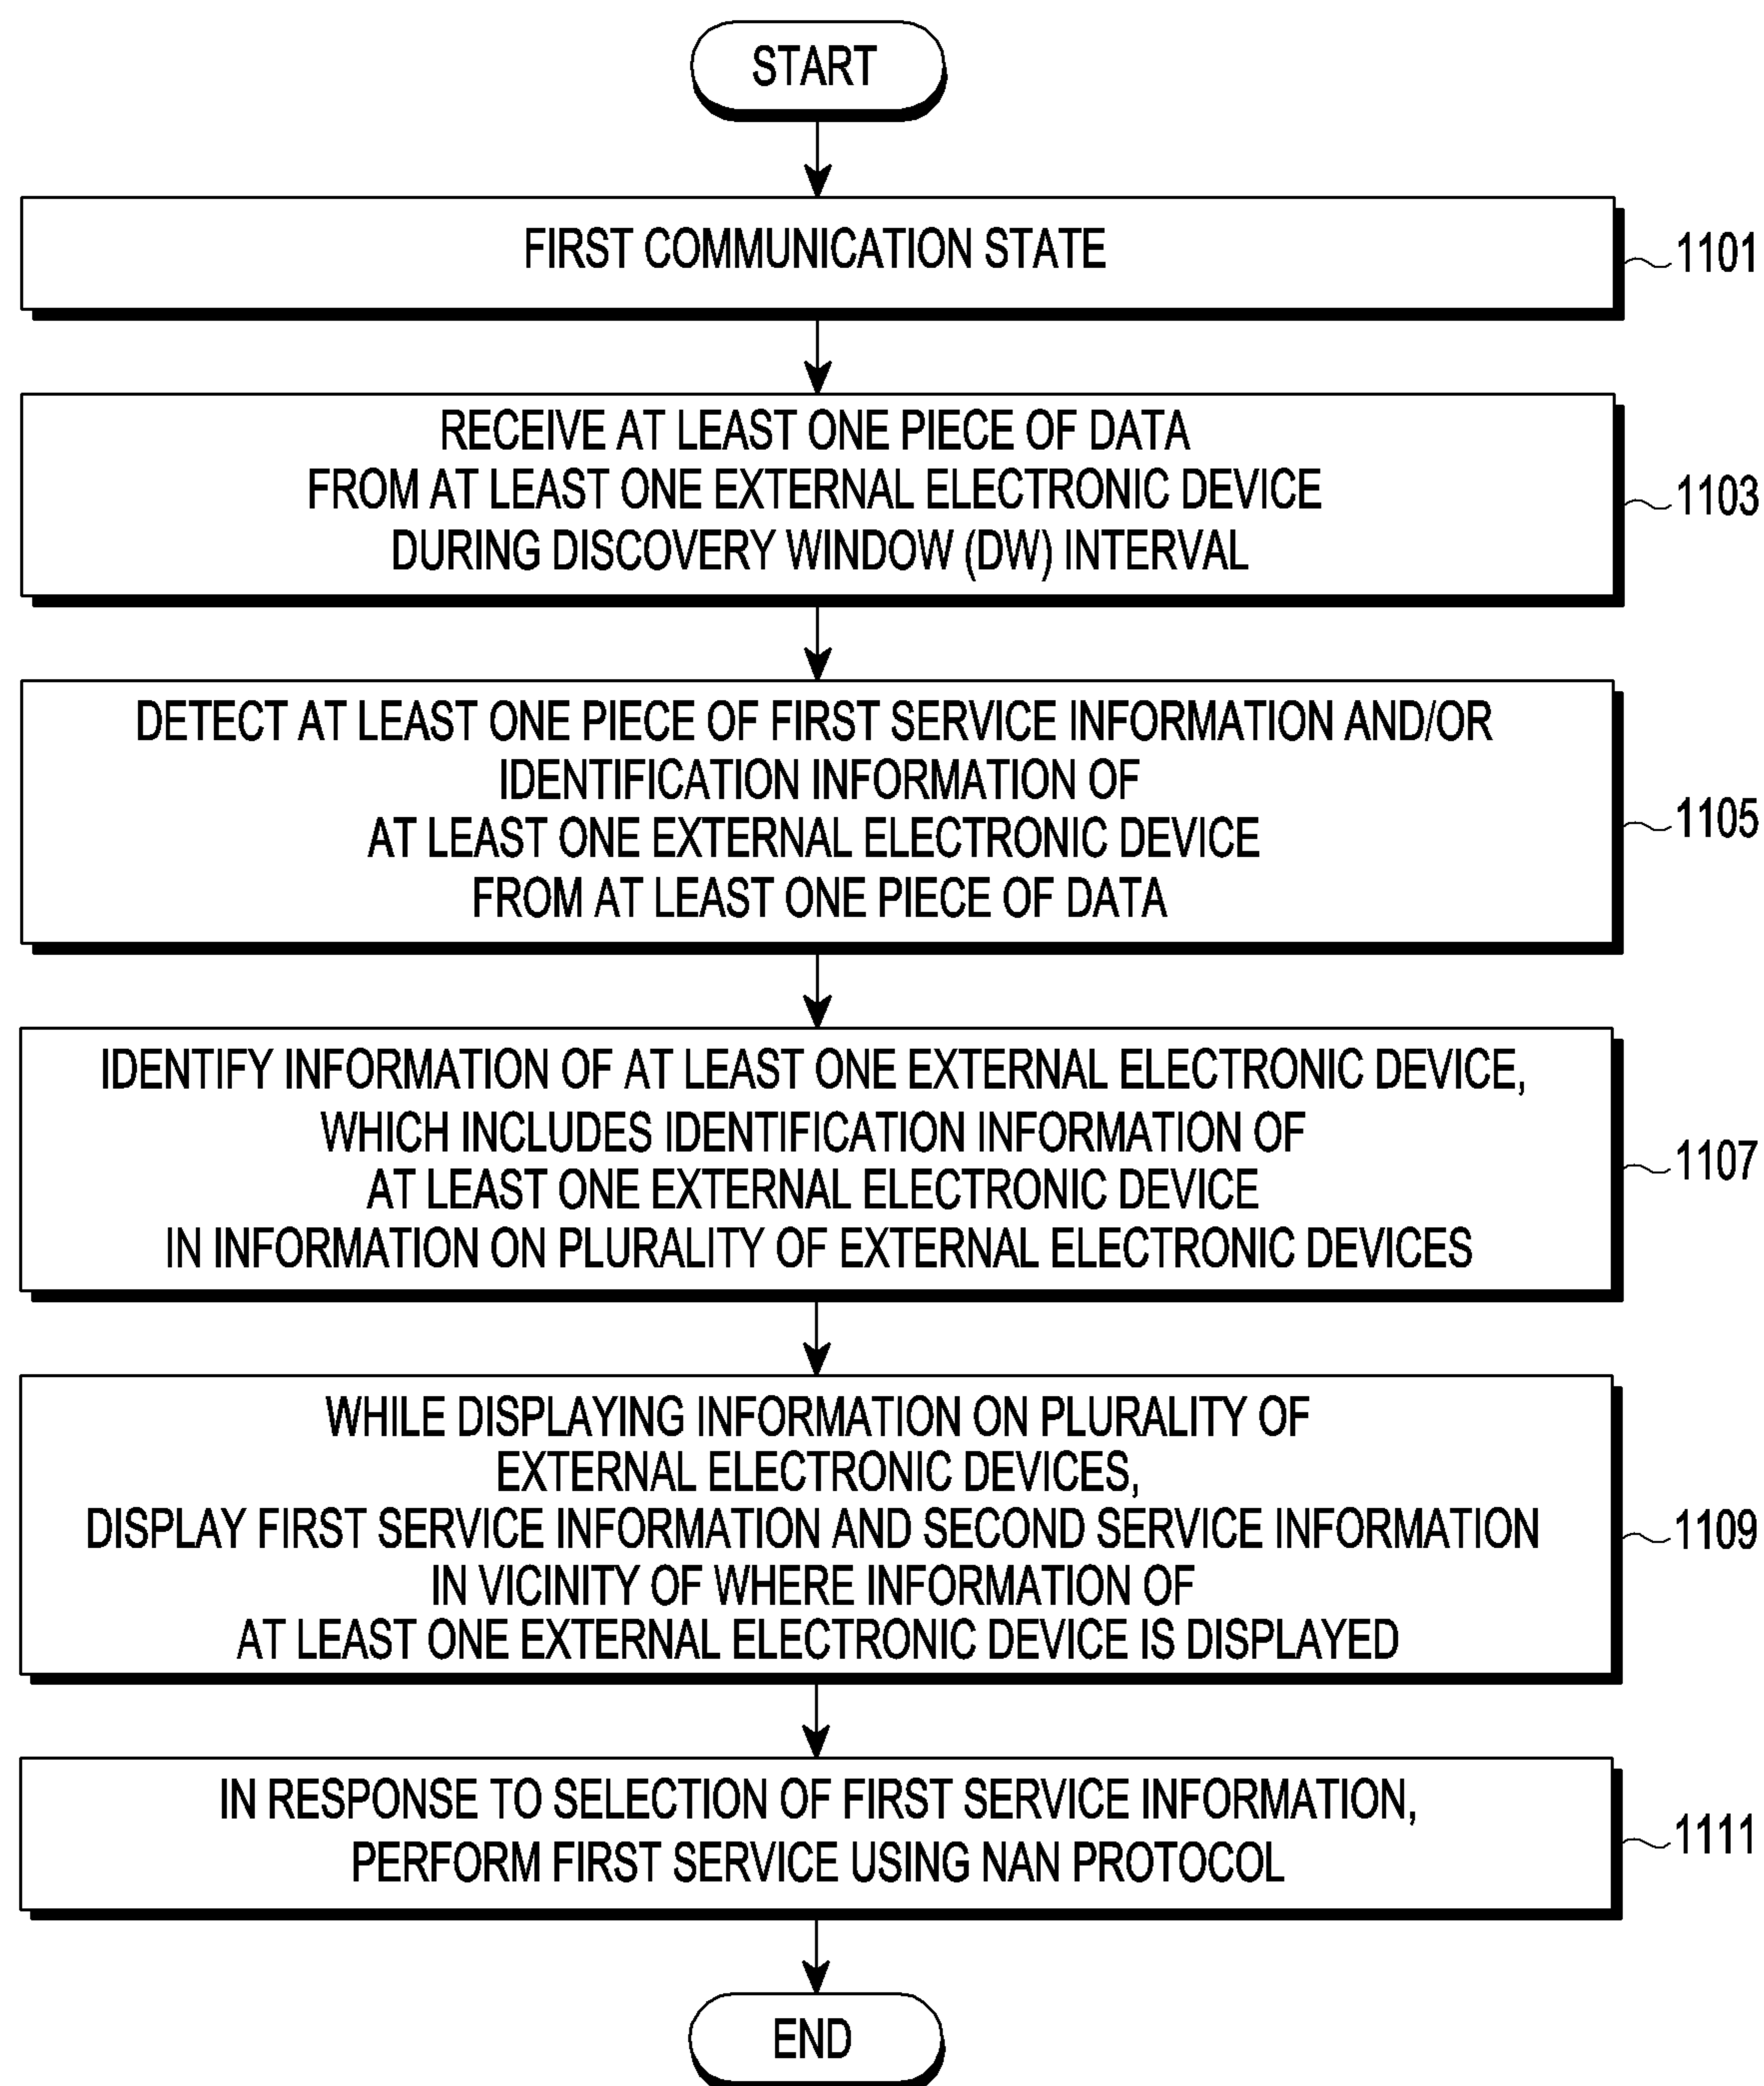 START
FIRST COMMUNICATION STATE
1101
RECEIVE AT LEAST ONE PIECE OF DATA
FROM AT LEAST ONE EXTERNAL ELECTRONIC DEVICE
DURING DISCOVERY WINDOW (DW) INTERVAL
1103
DETECT AT LEAST ONE PIECE OF FIRST SERVICE INFORMATION AND/OR
IDENTIFICATION INFORMATION OF
AT LEAST ONE EXTERNAL ELECTRONIC DEVICE
FROM AT LEAST ONE PIECE OF DATA
1105
IDENTIFY INFORMATION OF AT LEAST ONE EXTERNAL ELECTRONIC DEVICE,
WHICH INCLUDES IDENTIFICATION INFORMATION OF
AT LEAST ONE EXTERNAL ELECTRONIC DEVICE
IN INFORMATION ON PLURALITY OF EXTERNAL ELECTRONIC DEVICES
1107
WHILE DISPLAYING INFORMATION ON PLURALITY OF
EXTERNAL ELECTRONIC DEVICES,
DISPLAY FIRST SERVICE INFORMATION AND SECOND SERVICE INFORMATION
IN VICINITY OF WHERE INFORMATION OF
AT LEAST ONE EXTERNAL ELECTRONIC DEVICE IS DISPLAYED
1109
IN RESPONSE TO SELECTION OF FIRST SERVICE INFORMATION,
PERFORM FIRST SERVICE USING NAN PROTOCOL
1111
END